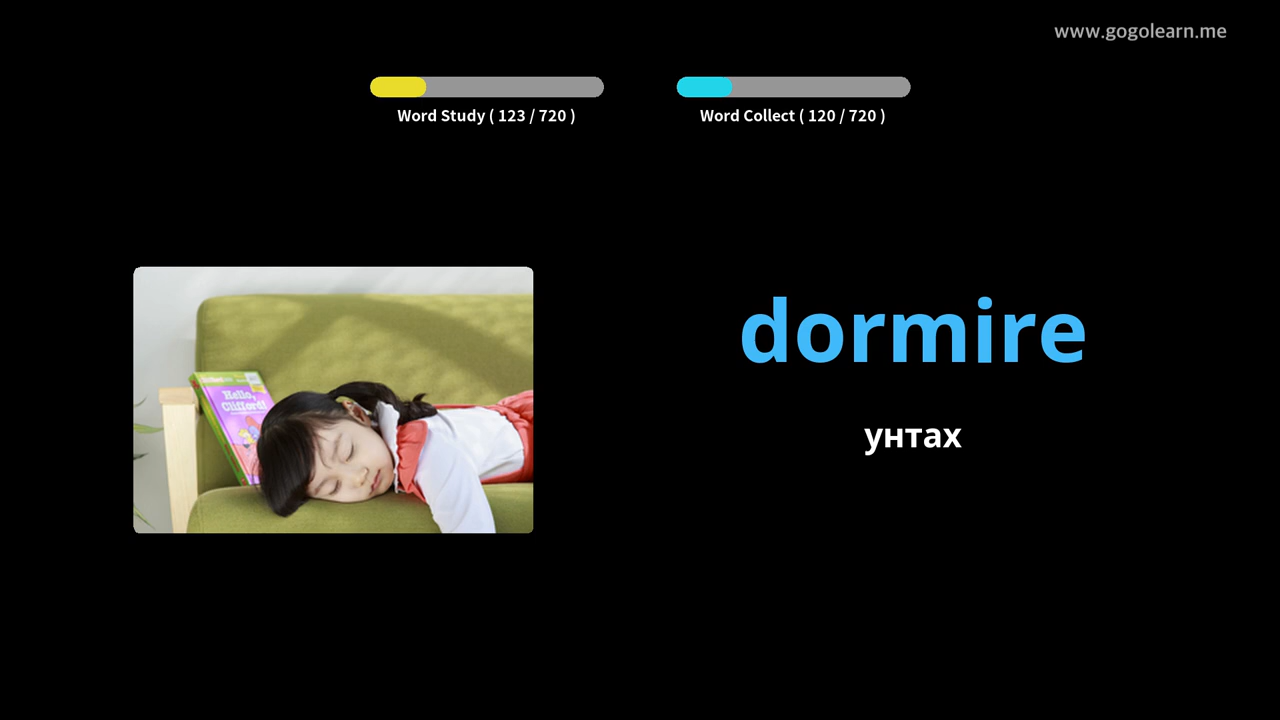 www.gogolearn.me
Word Study ( 123 / 720 )
Word Collect ( 120 / 720 )
Hello,
Clifford!
dormire
унтах